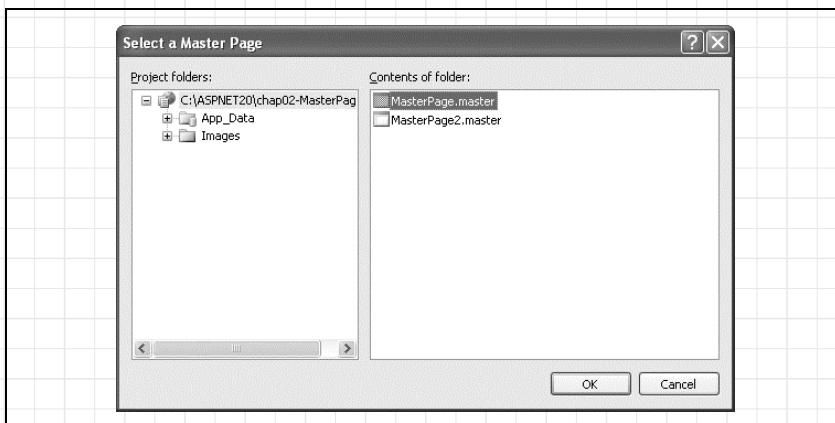 Select a Master Page
Project folders:
C:\ASPNET20\chap02-MasterPag
App_Data
Images
Contents of folder:
MasterPage.master
MasterPage2.master
OK
Cancel